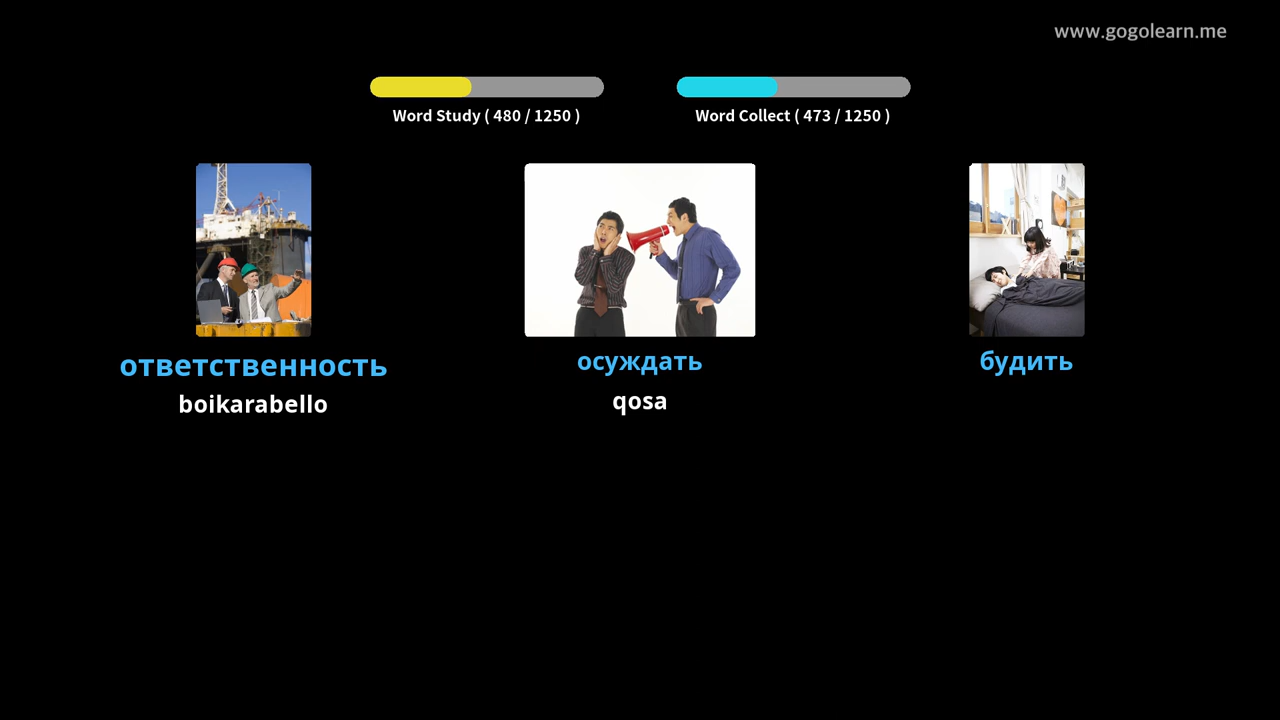 www.gogolearn.me
Word Study ( 480 / 1250 )
Word Collect ( 473 / 1250 )
ответственность
boikarabello
осуждать
qosa
будить